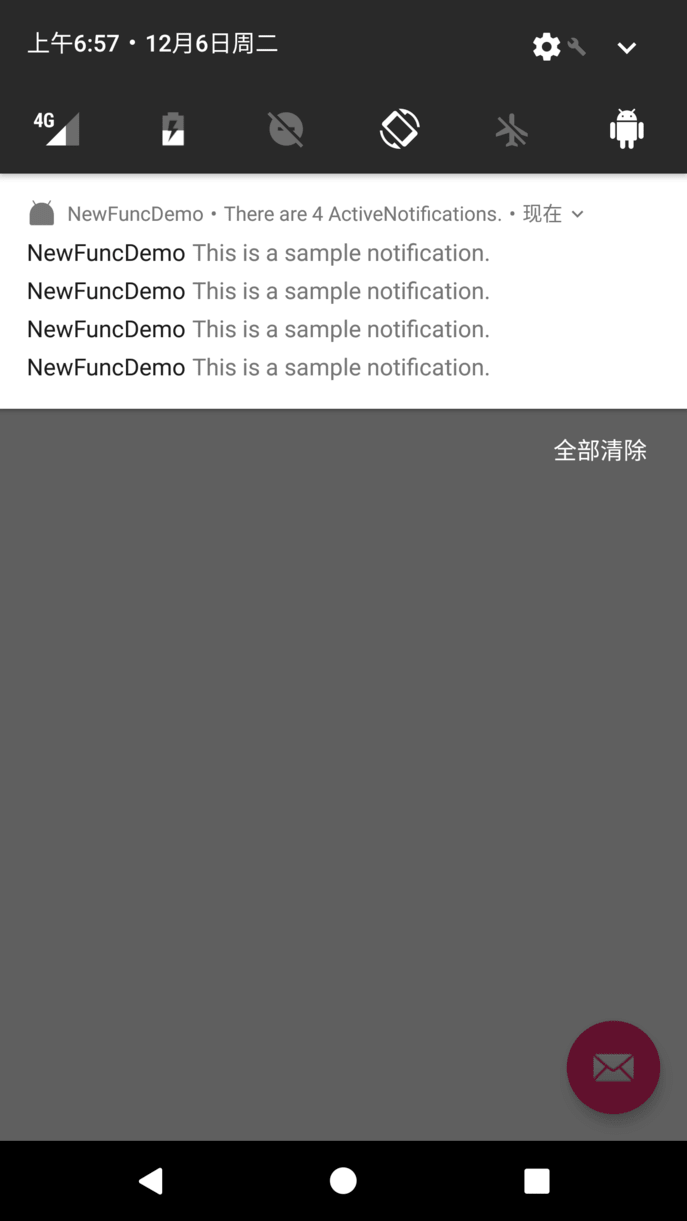 上午6:57 • 12月6日周二
4G
NewFuncDemo • There are 4 ActiveNotifications. • 现在
NewFuncDemo This is a sample notification.
NewFuncDemo This is a sample notification.
NewFuncDemo This is a sample notification.
NewFuncDemo This is a sample notification.
全部清除